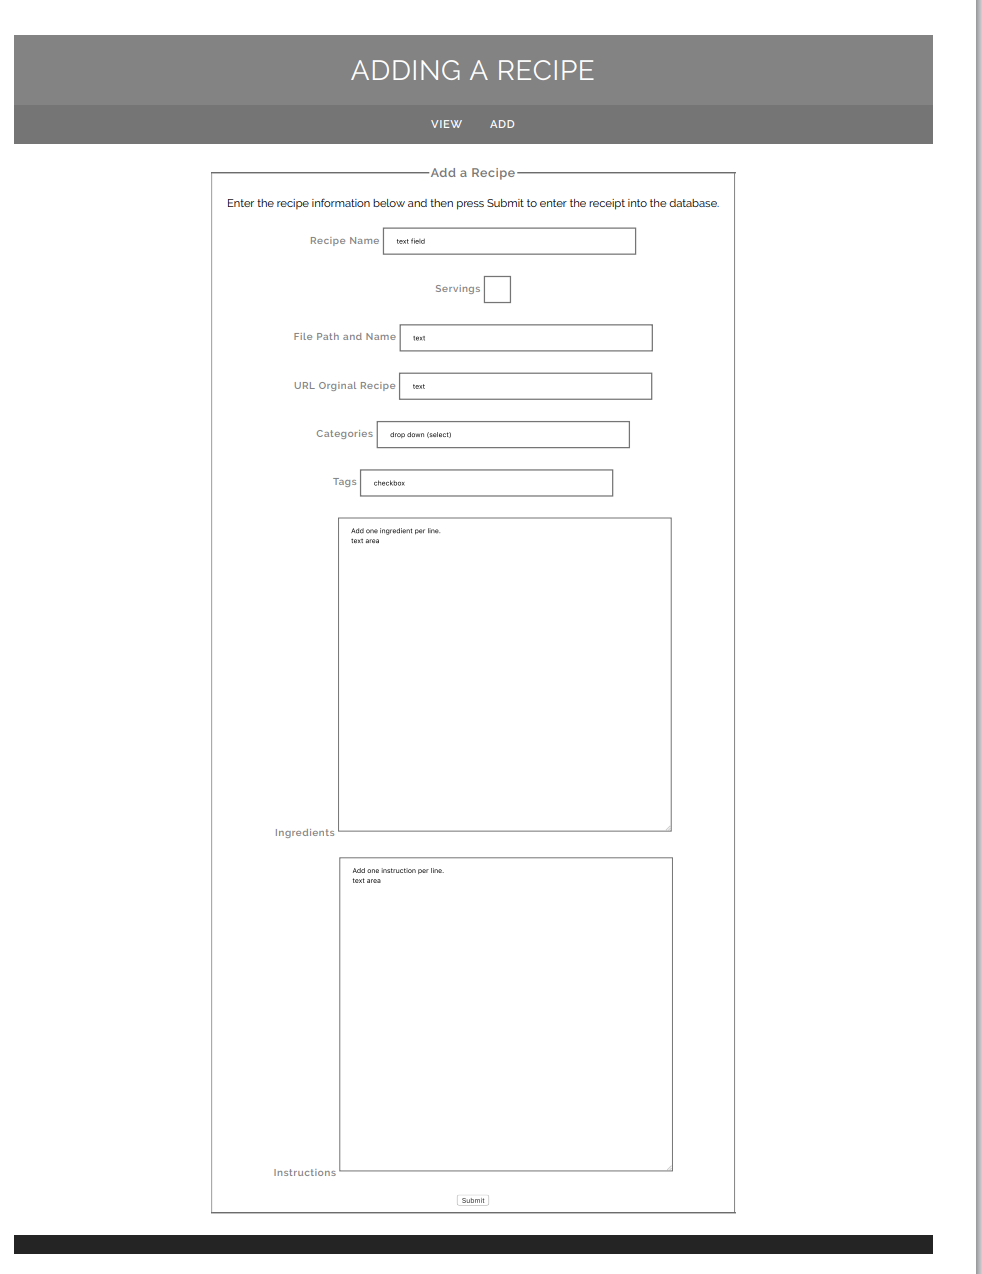 ADDING A RECIPE
VIEW ADD
Add a Recipe
Enter the recipe information below and then press Submit to enter the receipt into the database.
Recipe Name text field
Servings
File Path and Name text
URL Orginal Recipe text
Categories drop down (select)
Tags checkbox
Add one ingredient per line.
text area
Ingredients
Add one instruction per line.
text area
Instructions
Submit